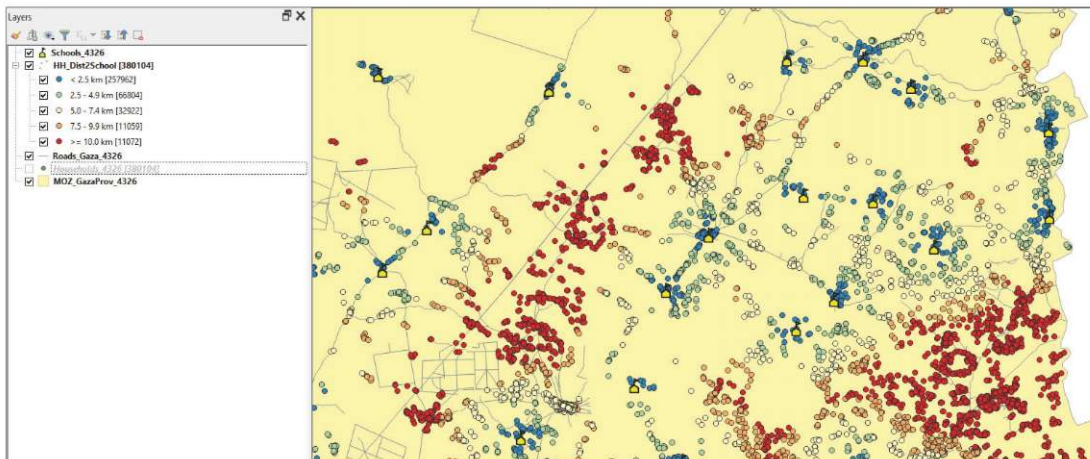 Layers
Schools_4326
HH_Dist2School [380104]
< 2.5 km [257962]
2.5 - 4.9 km [66804]
5.0 - 7.4 km [32922]
7.5 - 9.9 km [11059]
>= 10.0 km [11072]
Roads_Gaza_4326
Households_4326 [380104]
MOZ_GazaProv_4326